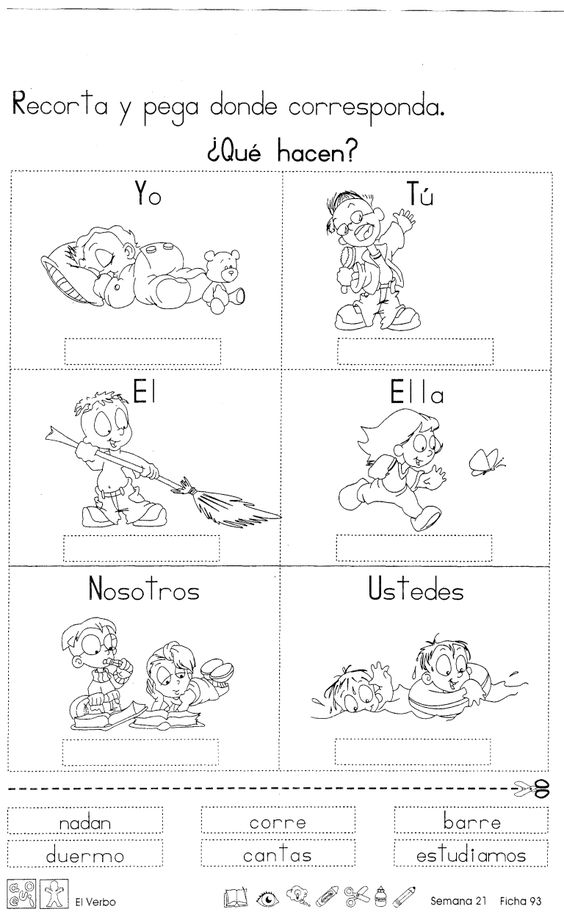 Recorta y pega donde corresponda.
¿Qué hacen?
Yo
Tú
El
Ella
Nosotros
Ustedes
nadan
corre
barre
duermo
cantas
estudiamos
El Verbo
Semana 21
Ficha 93